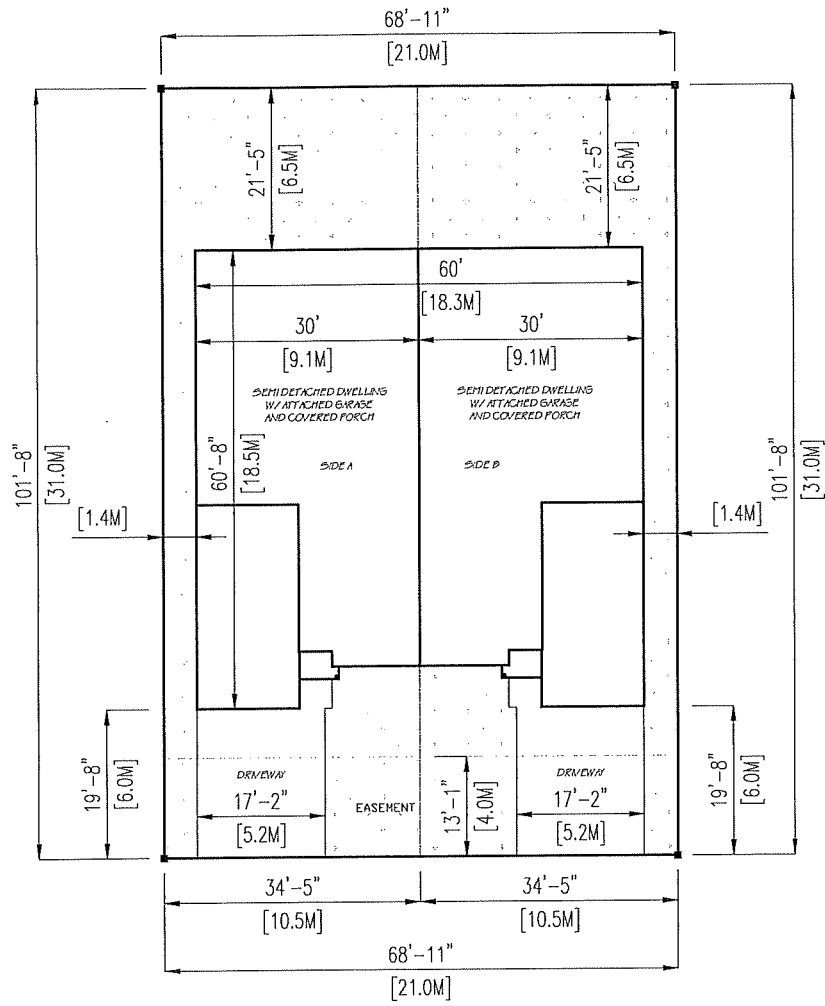 68'-11"
[21.0M]
21'-5"
[6.5M]
21'-5"
[6.5M]
60'
[18.3M]
30'
[9.1M]
30'
[9.1M]
SEMI DETACHED DWELLING
W/ ATTACHED GARAGE
AND COVERED PORCH
SEMI DETACHED DWELLING
W/ ATTACHED GARAGE
AND COVERED PORCH
SIDE A
SIDE B
60'-8"
[18.5M]
101'-8"
[31.0M]
101'-8"
[31.0M]
[1.4M]
[1.4M]
19'-8"
[6.0M]
19'-8"
[6.0M]
DRIVEWAY
17'-2"
[5.2M]
EASEMENT
13'-1"
[4.0M]
DRIVEWAY
17'-2"
[5.2M]
34'-5"
[10.5M]
34'-5"
[10.5M]
68'-11"
[21.0M]